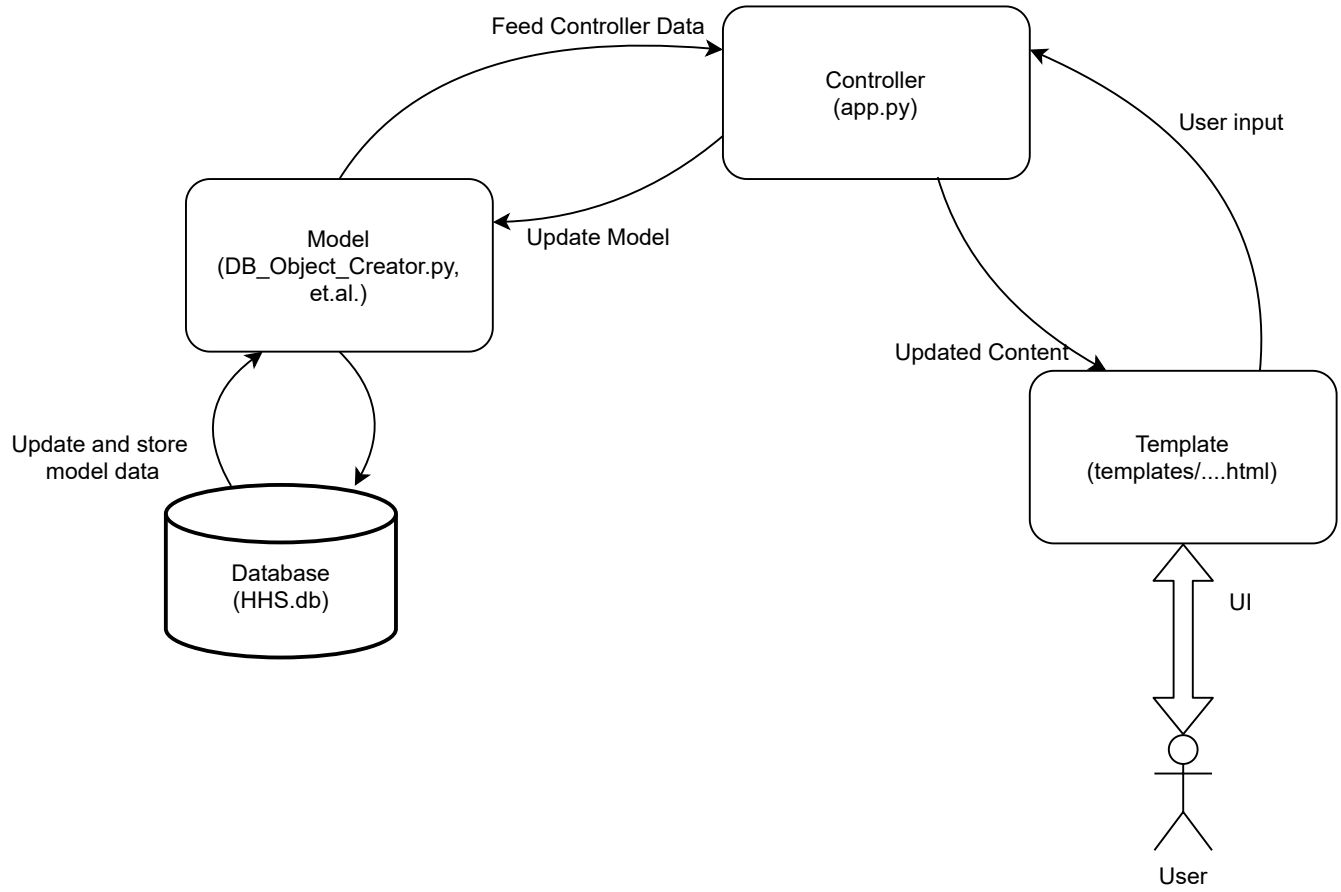 Feed Controller Data
Controller
(app.py)
User input
Model
(DB_Object_Creator.py,
et.al.)
Update Model
Updated Content
Update and store
model data
Template
(templates/....html)
Database
(HHS.db)
UI
User